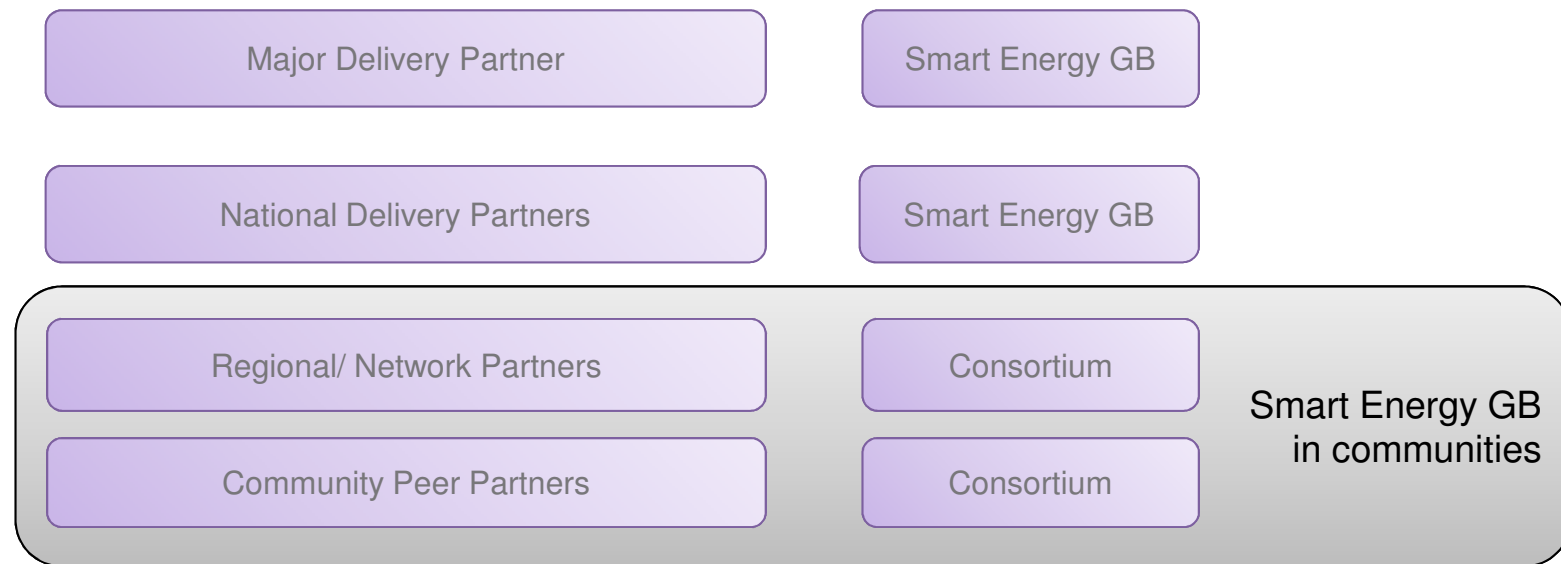 Major Delivery Partner
Smart Energy GB
National Delivery Partners
Smart Energy GB
Regional/ Network Partners
Consortium
Community Peer Partners
Consortium
Smart Energy GB
in communities